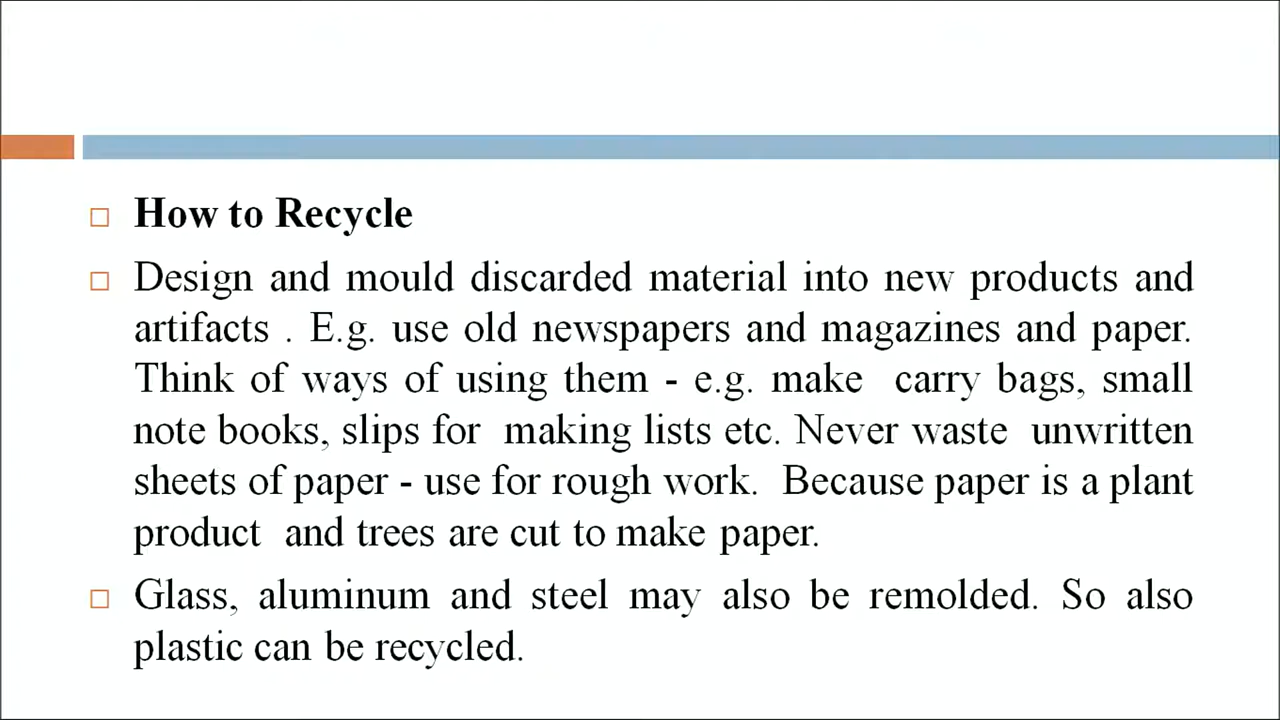 How to Recycle
Design and mould discarded material into new products and
artifacts . E.g. use old newspapers and magazines and paper.
Think of ways of using them - e.g. make  carry bags, small
note books, slips for  making lists etc. Never waste  unwritten
sheets of paper - use for rough work.  Because paper is a plant
product  and trees are cut to make paper.
Glass, aluminum and steel may also be remolded. So also
plastic can be recycled.